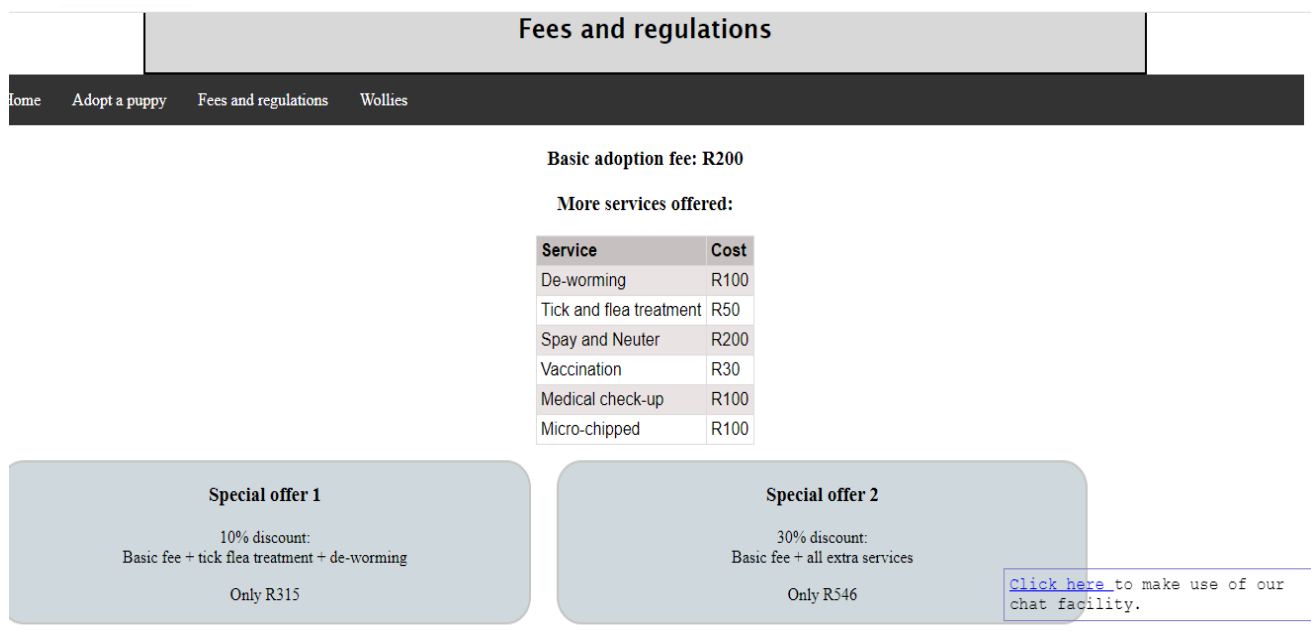 Fees and regulations
Home Adopt a puppy Fees and regulations Wollies
Basic adoption fee: R200
More services offered:
Service Cost
De-worming R100
Tick and flea treatment R50
Spay and Neuter R200
Vaccination R30
Medical check-up R100
Micro-chipped R100
Special offer 1
10% discount:
Basic fee + tick flea treatment + de-worming
Only R315
Special offer 2
30% discount:
Basic fee + all extra services
Only R546
Click here to make use of our
chat facility.